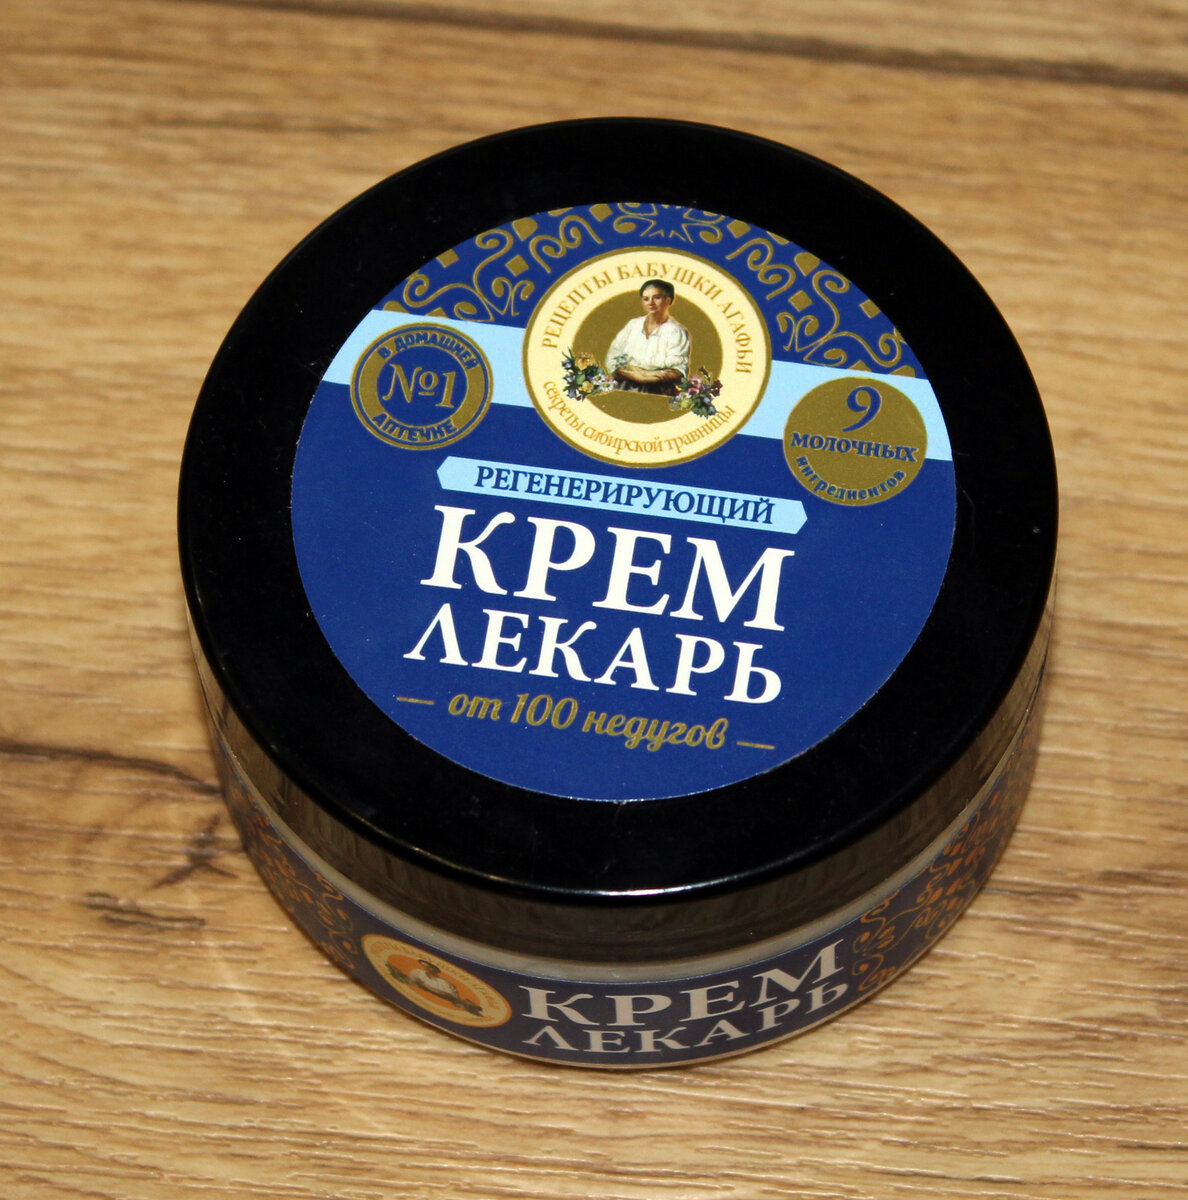 РЕЦЕПТЫ БАБУШКИ АГАФЬИ
секреты сибирской травницы
В ДОМАШНЕЙ
№1
АПТЕЧКЕ
9
МОЛОЧНЫХ
ингредиентов
РЕГЕНЕРИРУЮЩИЙ
КРЕМ
ЛЕКАРЬ
— от 100 недугов —
КРЕМ
ЛЕКАРЬ